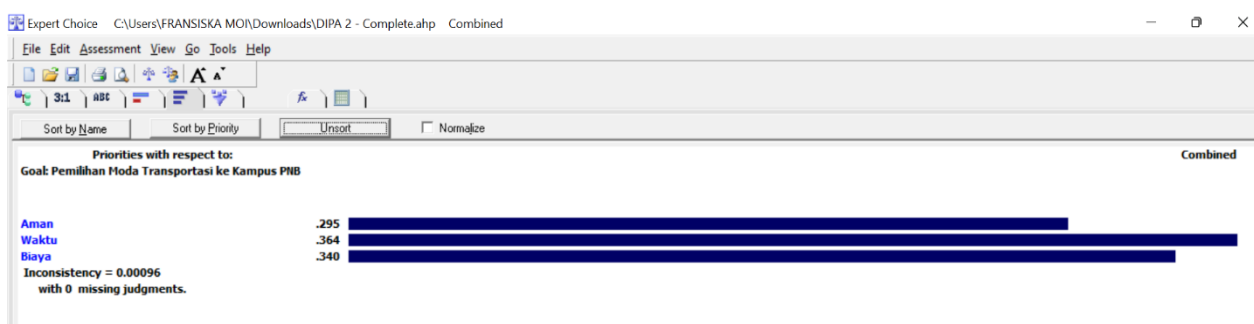 Expert Choice C:\Users\FRANSISKA MOI\Downloads\DIPA 2 - Complete.ahp Combined
File Edit Assessment View Go Tools Help
A A
3:1 ABC fx
Sort by Name Sort by Priority Unsort Normalize
Priorities with respect to: Combined
Goal: Pemilihan Moda Transportasi ke Kampus PNB
Aman .295
Waktu .364
Biaya .340
Inconsistency = 0.00096
with 0 missing judgments.